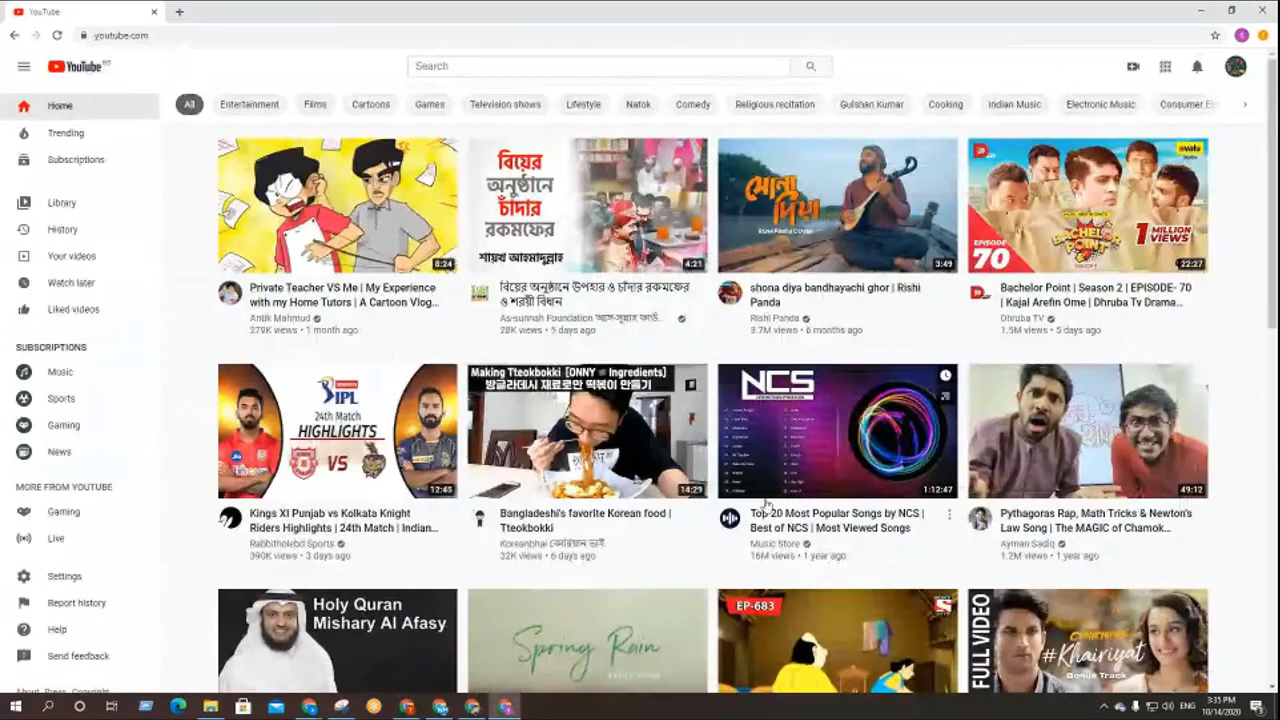 YouTube
youtube.com
YouTube
Search
Home
Trending
Subscriptions
Library
History
Your videos
Watch later
Liked videos
SUBSCRIPTIONS
Music
Sports
Gaming
News
MORE FROM YOUTUBE
Gaming
Live
Settings
Report history
Help
Send feedback
All
Entertainment
Films
Cartoons
Games
Television shows
Lifestyle
Natok
Comedy
Religious recitation
Gulshan Kumar
Cooking
Indian Music
Electronic Music
Consumer
8:24
Private Teacher VS Me | My Experience
with my Home Tutors | A Cartoon Vlog...
Antik Mahmud
279K views • 1 month ago
বিয়ের
অনুষ্ঠানে
চাঁদার
রকমফের
শায়খ আহমাদুল্লাহ
4:21
বিয়ের অনুষ্ঠানে উপহার ও চাঁদার রকমফের
ও শরয়ী বিধান
As-sunnah Foundation
28K views • 5 days ago
সোনা
দিয়া
3:49
shona diya bandhayachi ghor | Rishi
Panda
Rishi Panda
3.7M views • 6 months ago
EPISODE
70
BACHELOR
POINT
1 MILLION
VIEWS
22:27
Bachelor Point | Season 2 | EPISODE- 70
| Kajal Arefin Ome | Dhruba Tv Drama...
Dhruba TV
1.5M views • 5 days ago
IPL
24th Match
HIGHLIGHTS
VS
12:45
Kings XI Punjab vs Kolkata Knight
Riders Highlights | 24th Match | Indian...
Rabbitholebd Sports
390K views • 3 days ago
Making Tteokbokki [ONNY Ingredients]
방글라데시 재료로만 떡볶이 만들기
14:29
Bangladeshi's favorite Korean food |
Tteokbokki
Koreanbhai কোরিয়ান ভাই
32K views • 6 days ago
NCS
1:12:47
Top 20 Most Popular Songs by NCS |
Best of NCS | Most Viewed Songs
Music Store
16M views • 1 year ago
49:12
Pythagoras Rap, Math Tricks & Newton's
Law Song | The MAGIC of Chamok...
Ayman Sadiq
1.2M views • 1 year ago
Holy Quran
Mishary Al Afasy
Spring Rain
EP-683
FULL VIDEO
#Khairiyat
Bonus Track
ENG
3:35 PM
10/14/2020